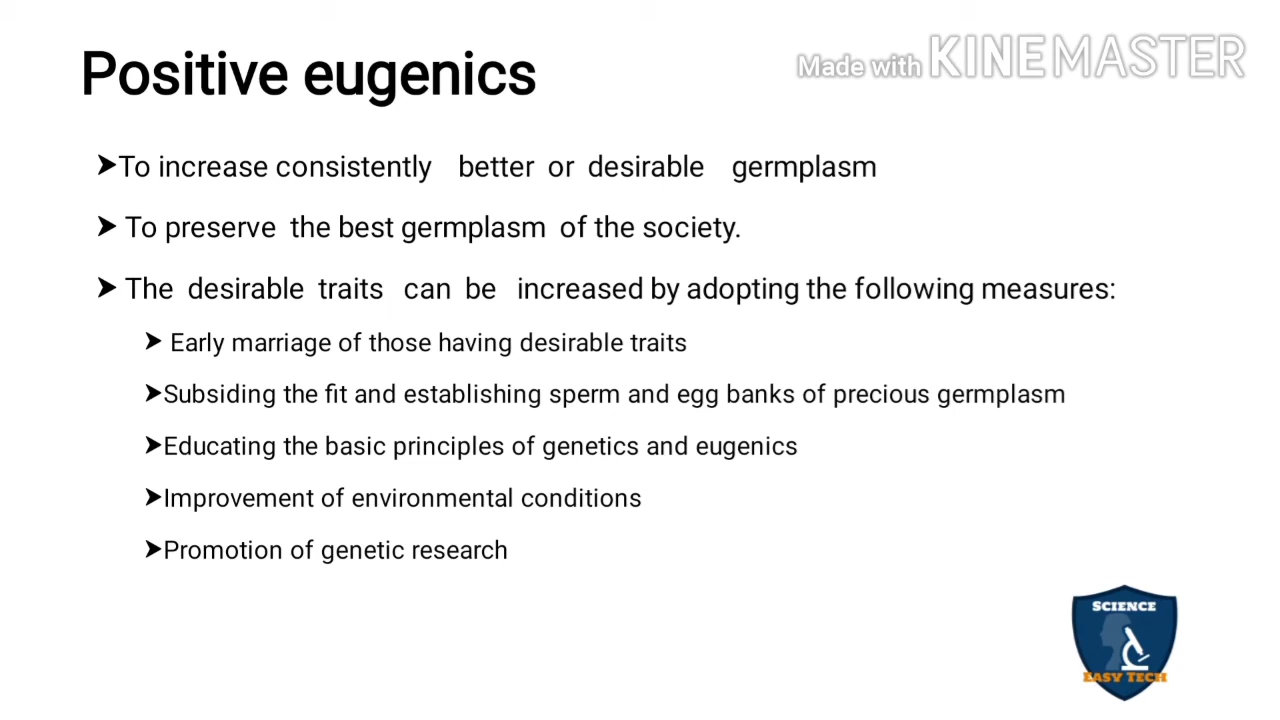 Positive eugenics
Made with KINEMASTER
➤To increase consistently better or desirable germplasm
➤ To preserve the best germplasm of the society.
➤ The desirable traits can be increased by adopting the following measures:
➤ Early marriage of those having desirable traits
➤Subsiding the fit and establishing sperm and egg banks of precious germplasm
➤Educating the basic principles of genetics and eugenics
➤Improvement of environmental conditions
➤Promotion of genetic research
SCIENCE
EASY TECH